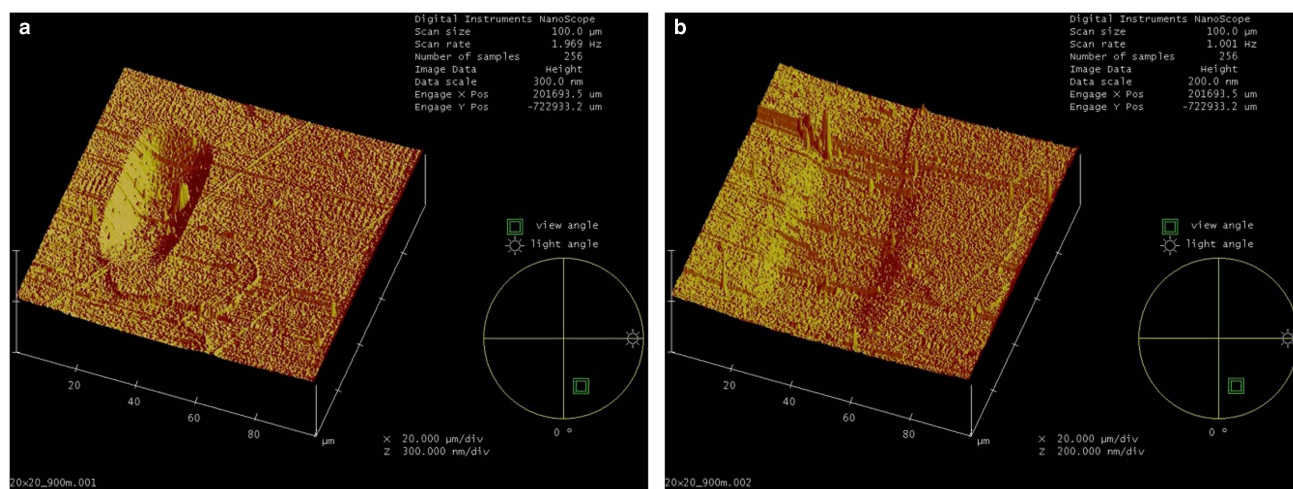 a
Digital Instruments NanoScope
Scan size 100.0 µm
Scan rate 1.969 Hz
Number of samples 256
Image Data Height
Data scale 300.0 nm
Engage X Pos 201693.5 um
Engage Y Pos -722933.2 um
view angle
light angle
20
40
60
80
µm
X 20.000 µm/div
Z 300.000 nm/div
0 °
20x20_900m.001
b
Digital Instruments NanoScope
Scan size 100.0 µm
Scan rate 1.001 Hz
Number of samples 256
Image Data Height
Data scale 200.0 nm
Engage X Pos 201693.5 um
Engage Y Pos -722933.2 um
view angle
light angle
20
40
60
80
µm
X 20.000 µm/div
Z 200.000 nm/div
0 °
20x20_900m.002